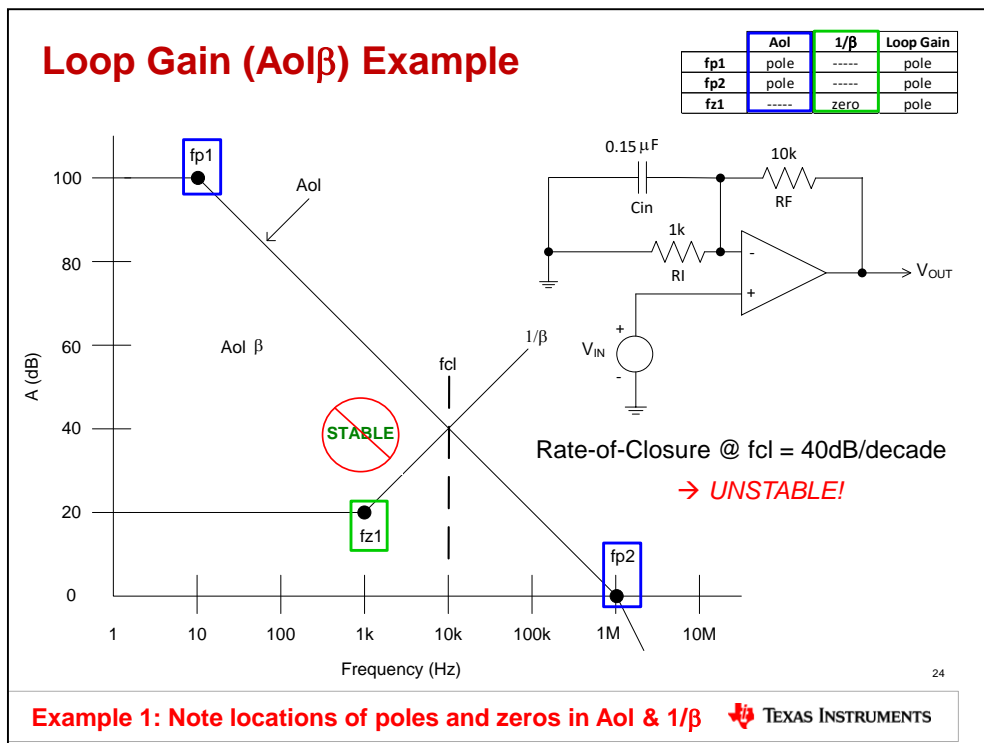 Loop Gain (Aolβ) Example
Aol 1/β Loop Gain
fp1 pole ----- pole
fp2 pole ----- pole
fz1 ----- zero pole
A (dB)
100
80
60
40
20
0
fp1
Aol
Aol β
fcl
1/β
STABLE
fz1
fp2
1 10 100 1k 10k 100k 1M 10M
Frequency (Hz)
0.15 μF
Cin
10k
RF
1k
RI
-
+
VOUT
+
VIN
-
Rate-of-Closure @ fcl = 40dB/decade
→ UNSTABLE!
24
Example 1: Note locations of poles and zeros in Aol & 1/β
TEXAS INSTRUMENTS